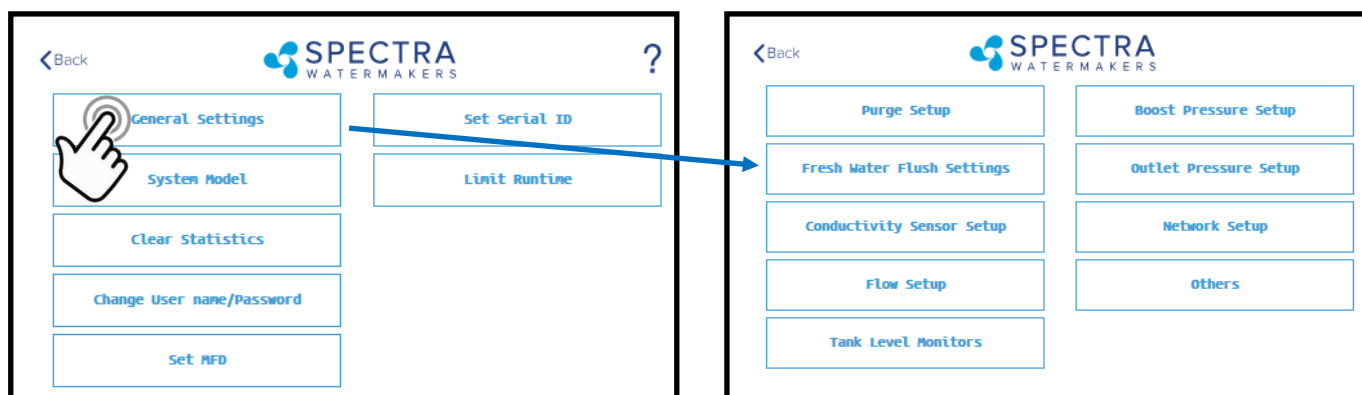 Back
SPECTRA
WATERMAKERS
?
General Settings
Set Serial ID
System Model
Limit Runtime
Clear Statistics
Change User name/Password
Set MFD
Back
SPECTRA
WATERMAKERS
Purge Setup
Boost Pressure Setup
Fresh Water Flush Settings
Outlet Pressure Setup
Conductivity Sensor Setup
Network Setup
Flow Setup
Others
Tank Level Monitors